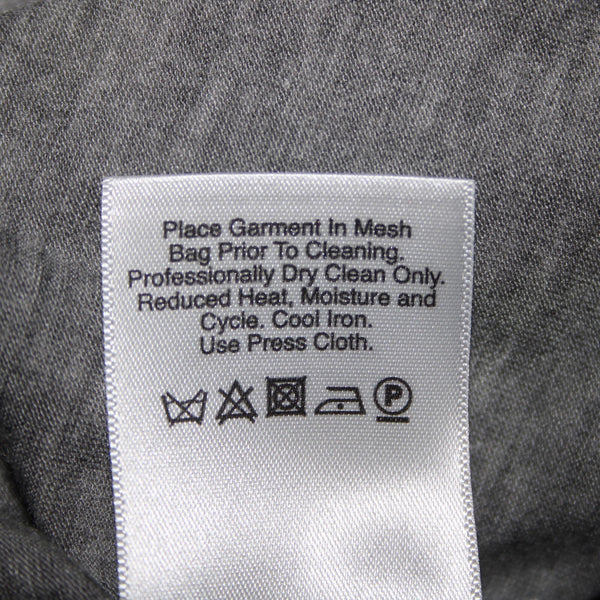 Place Garment In Mesh
Bag Prior To Cleaning.
Professionally Dry Clean Only.
Reduced Heat, Moisture and
Cycle. Cool Iron.
Use Press Cloth.
P